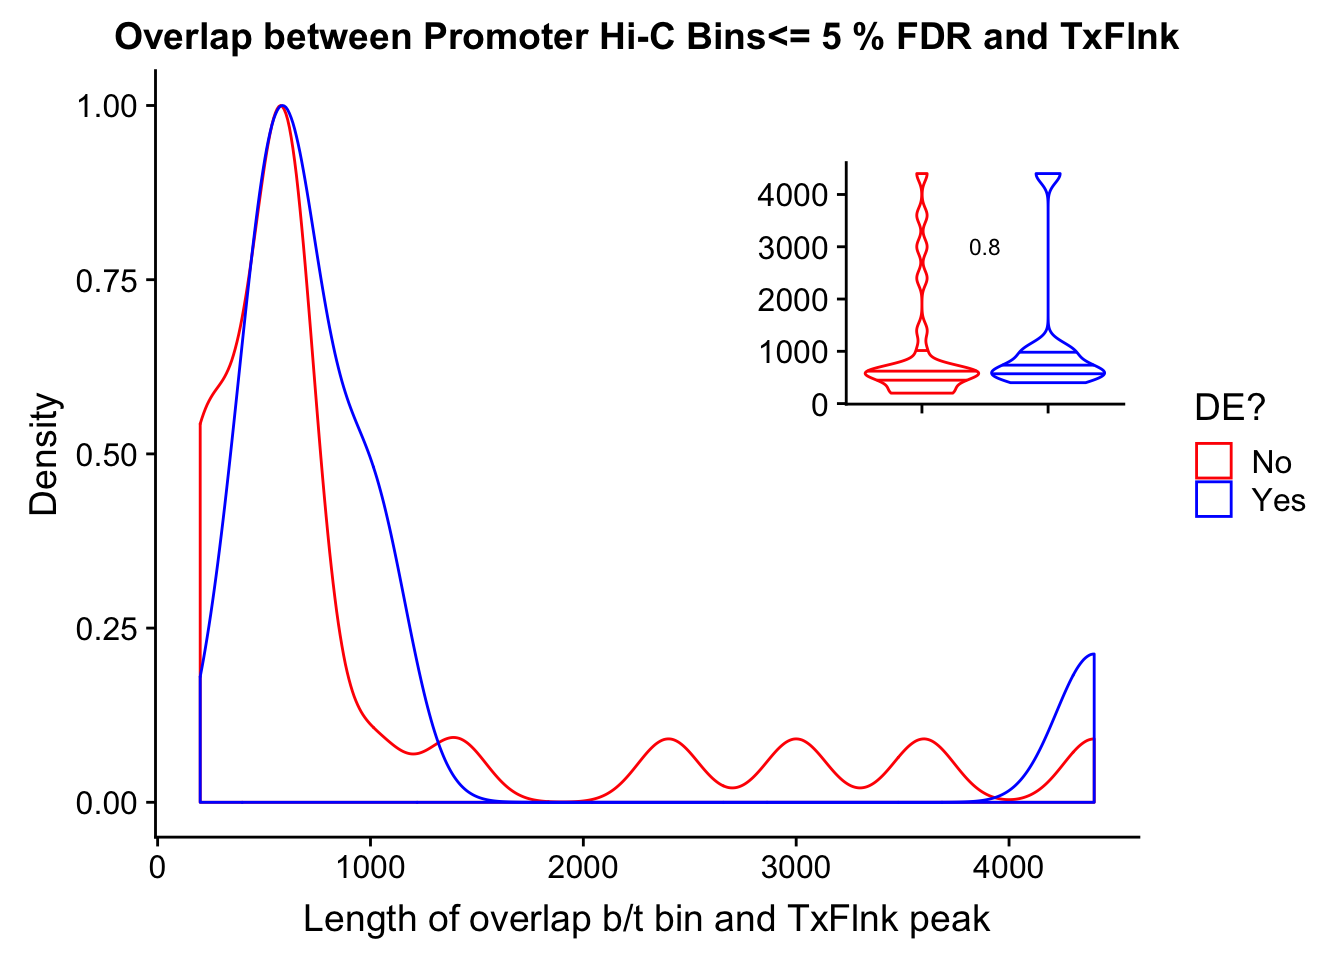 Overlap between Promoter Hi-C Bins<= 5 % FDR and TxFlnk
1.00
0.75
0.50
0.25
0.00
Density
0
1000
2000
3000
4000
Length of overlap b/t bin and TxFlnk peak
4000
3000
2000
1000
0
0.8
DE?
No
Yes